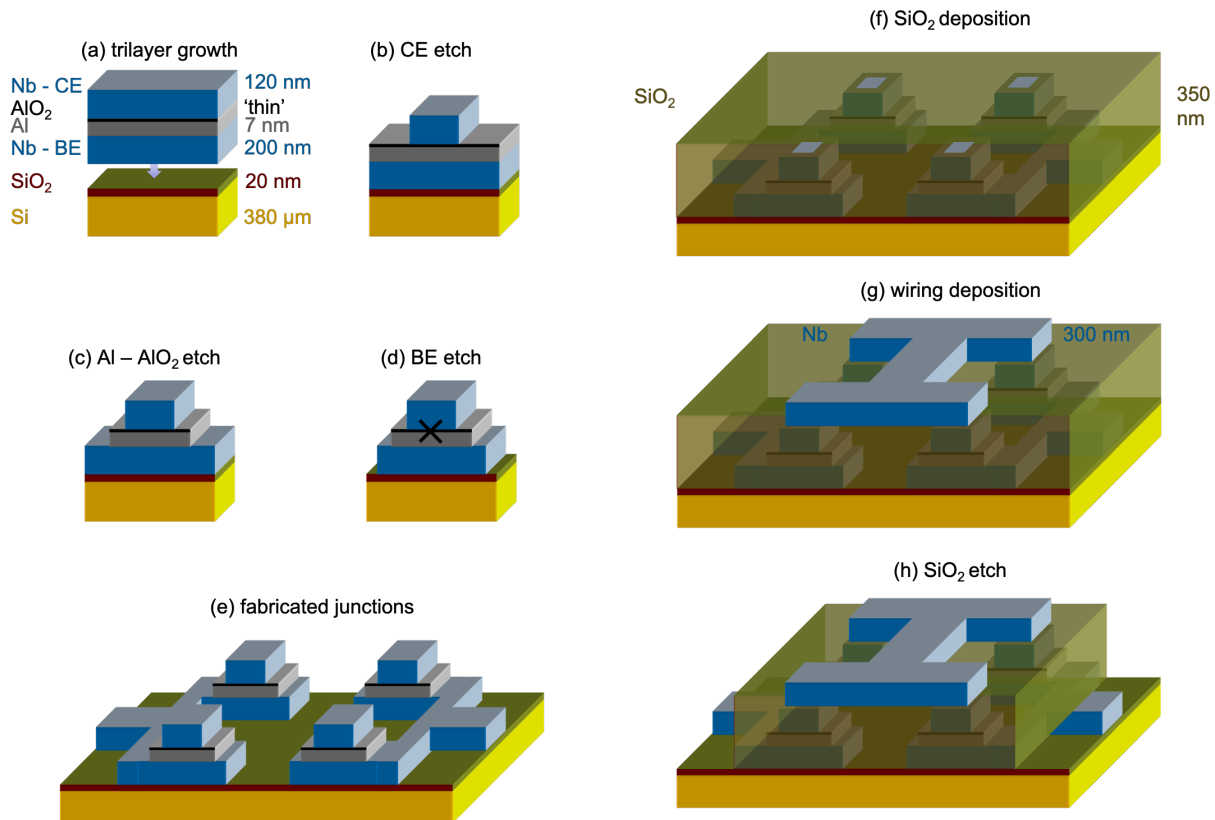 (a) trilayer growth
Nb - CE 120 nm
AlO₂ 'thin'
Al 7 nm
Nb - BE 200 nm
SiO₂ 20 nm
Si 380 µm
(b) CE etch
(c) Al – AlO₂ etch
(d) BE etch
(e) fabricated junctions
(f) SiO₂ deposition
SiO₂
350
nm
(g) wiring deposition
Nb 300 nm
(h) SiO₂ etch